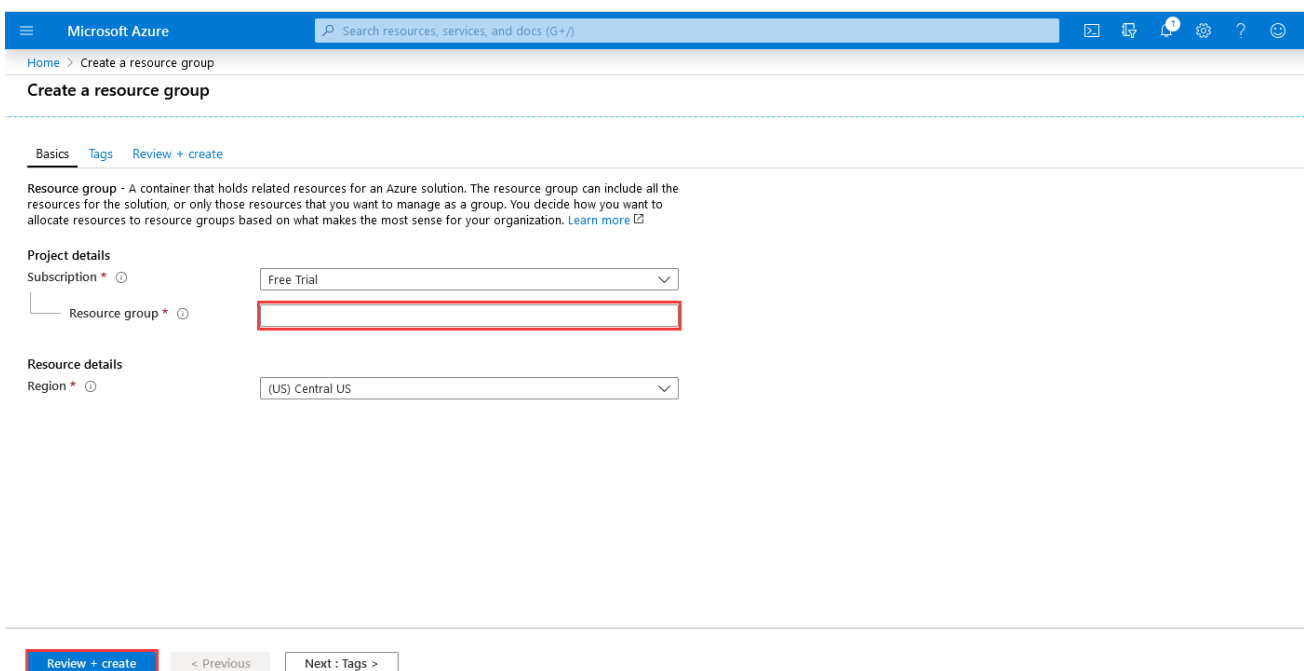 Microsoft Azure
Search resources, services, and docs (G+/)
1
Home > Create a resource group
Create a resource group
Basics Tags Review + create
Resource group - A container that holds related resources for an Azure solution. The resource group can include all the
resources for the solution, or only those resources that you want to manage as a group. You decide how you want to
allocate resources to resource groups based on what makes the most sense for your organization. Learn more
Project details
Subscription * Free Trial
Resource group *
Resource details
Region * (US) Central US
Review + create < Previous Next : Tags >